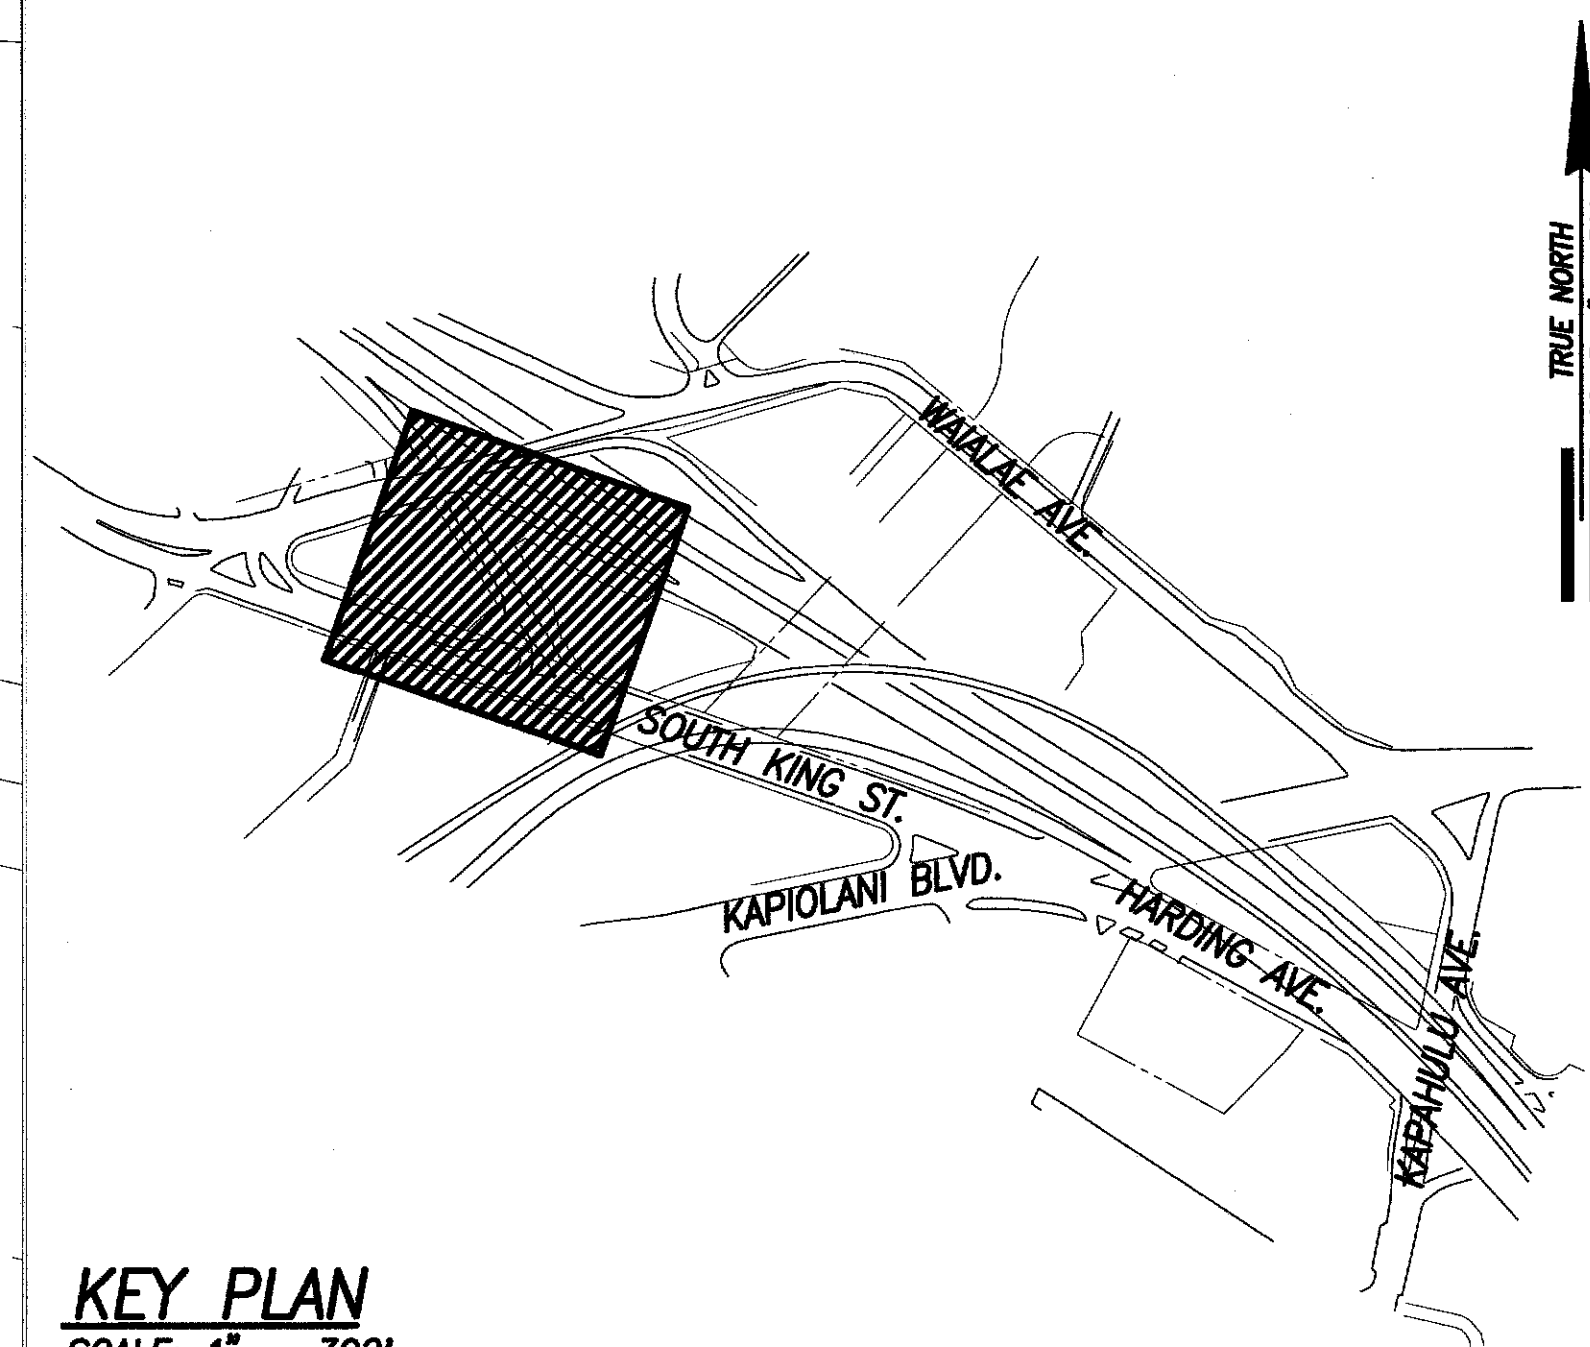 TRUE NORTH
WAIALAE AVE.
SOUTH KING ST.
KAPIOLANI BLVD.
HARDING AVE.
KAPAHULU AVE.
KEY PLAN